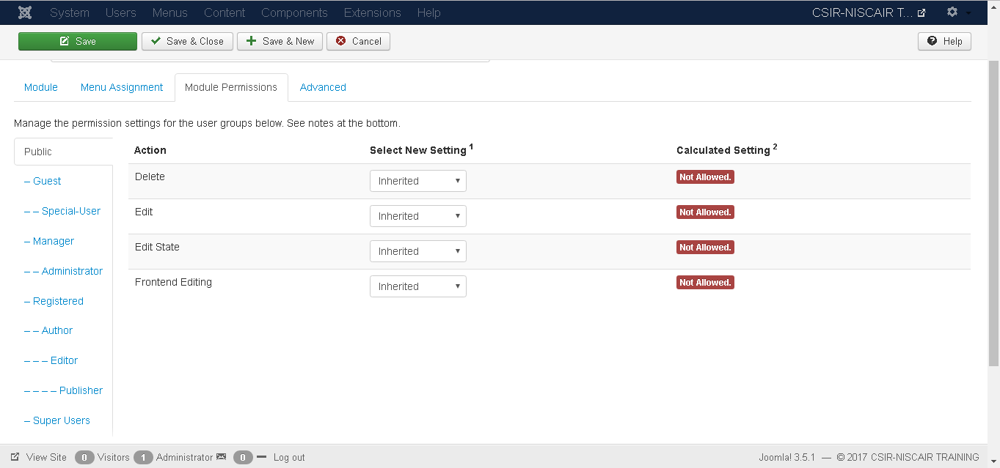 System Users Menus Content Components Extensions Help CSIR-NISCAIR T...
Save Save & Close Save & New Cancel Help
Module Menu Assignment Module Permissions Advanced
Manage the permission settings for the user groups below. See notes at the bottom.
Public Action Select New Setting 1 Calculated Setting 2
Delete Inherited Not Allowed.
– Guest
Edit Inherited Not Allowed.
– – Special-User
– Manager Edit State Inherited Not Allowed.
– – Administrator Frontend Editing Inherited Not Allowed.
– Registered
– – Author
– – – Editor
– – – – Publisher
– Super Users
View Site 0 Visitors 1 Administrator 0 Log out Joomla! 3.5.1 — © 2017 CSIR-NISCAIR TRAINING